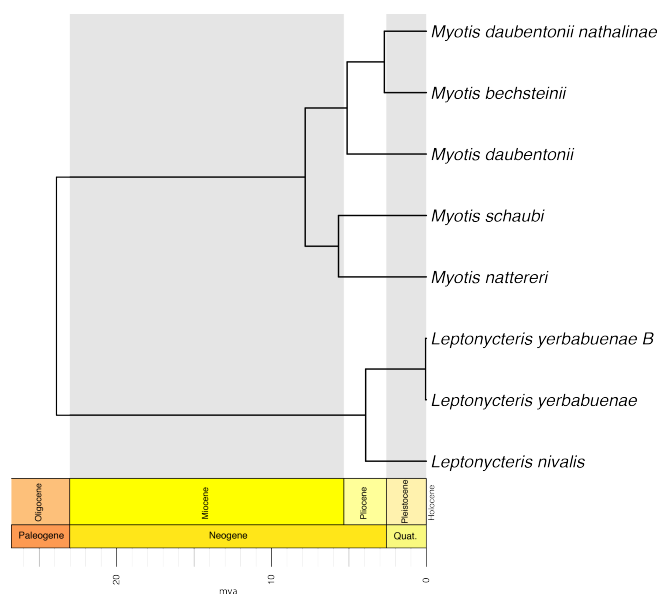 Myotis daubentonii nathalinae
Myotis bechsteinii
Myotis daubentonii
Myotis schaubi
Myotis nattereri
Leptonycteris yerbabuenae B
Leptonycteris yerbabuenae
Leptonycteris nivalis
Oligocene
Miocene
Pliocene
Pleistocene
Holocene
Paleogene
Neogene
Quat.
20
10
0
mya